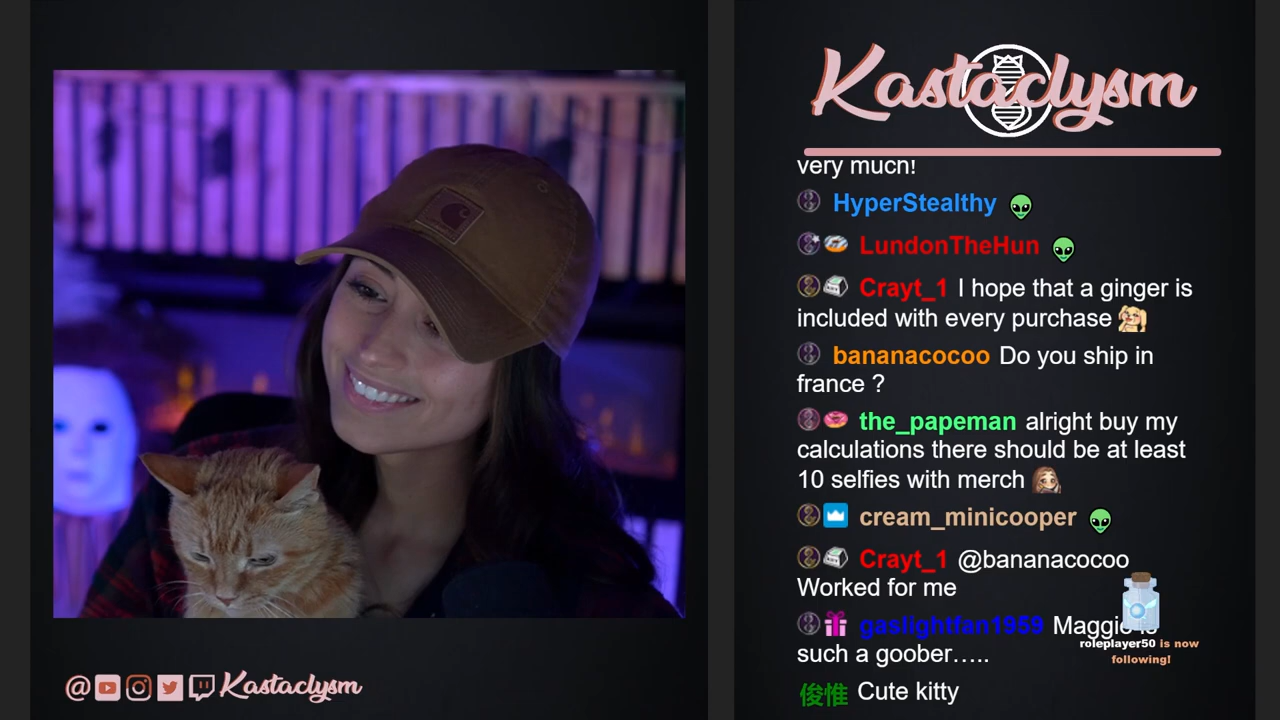 Kastaclysm
very much!
HyperStealthy
LundonTheHun
Crayt_1 I hope that a ginger is
included with every purchase
bananacocoo Do you ship in
france ?
the_papeman alright buy my
calculations there should be at least
10 selfies with merch
cream_minicooper
Crayt_1 @bananacocoo
Worked for me
gaslightfan1959 Maggie is
such a goober…..
roleplayer50 is now
following!
俊惟 Cute kitty
@ Kastaclysm